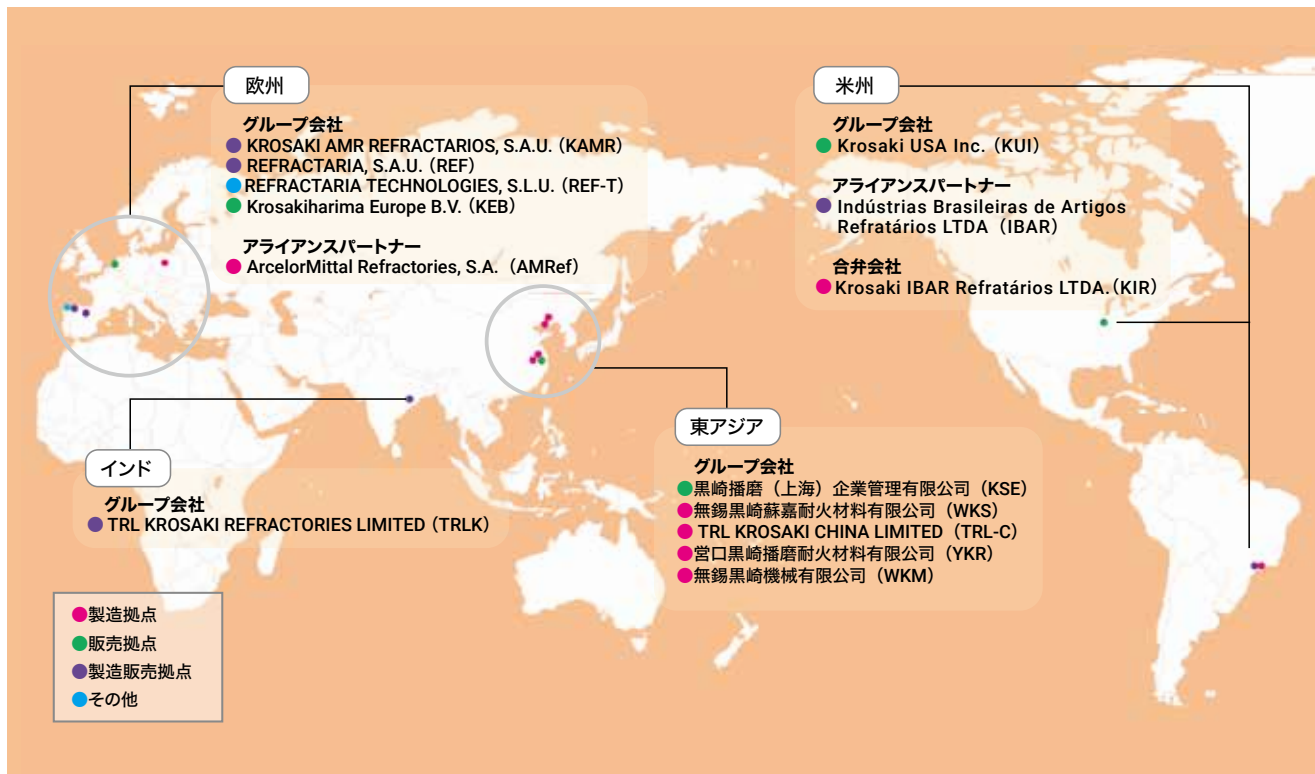 欧州
グループ会社
KROSAKI AMR REFRACTARIOS, S.A.U.（KAMR）
REFRACTARIA, S.A.U.（REF）
REFRACTARIA TECHNOLOGIES, S.L.U.（REF-T）
Krosakiharima Europe B.V.（KEB）
アライアンスパートナー
ArcelorMittal Refractories, S.A.（AMRef）
米州
グループ会社
Krosaki USA Inc.（KUI）
アライアンスパートナー
Indústrias Brasileiras de Artigos
Refratários LTDA（IBAR）
合弁会社
Krosaki IBAR Refratários LTDA.（KIR）
インド
グループ会社
TRL KROSAKI REFRACTORIES LIMITED（TRLK）
東アジア
グループ会社
黒崎播磨（上海）企業管理有限公司（KSE）
無錫黒崎蘇嘉耐火材料有限公司（WKS）
TRL KROSAKI CHINA LIMITED（TRL-C）
営口黒崎播磨耐火材料有限公司（YKR）
無錫黒崎機械有限公司（WKM）
製造拠点
販売拠点
製造販売拠点
その他